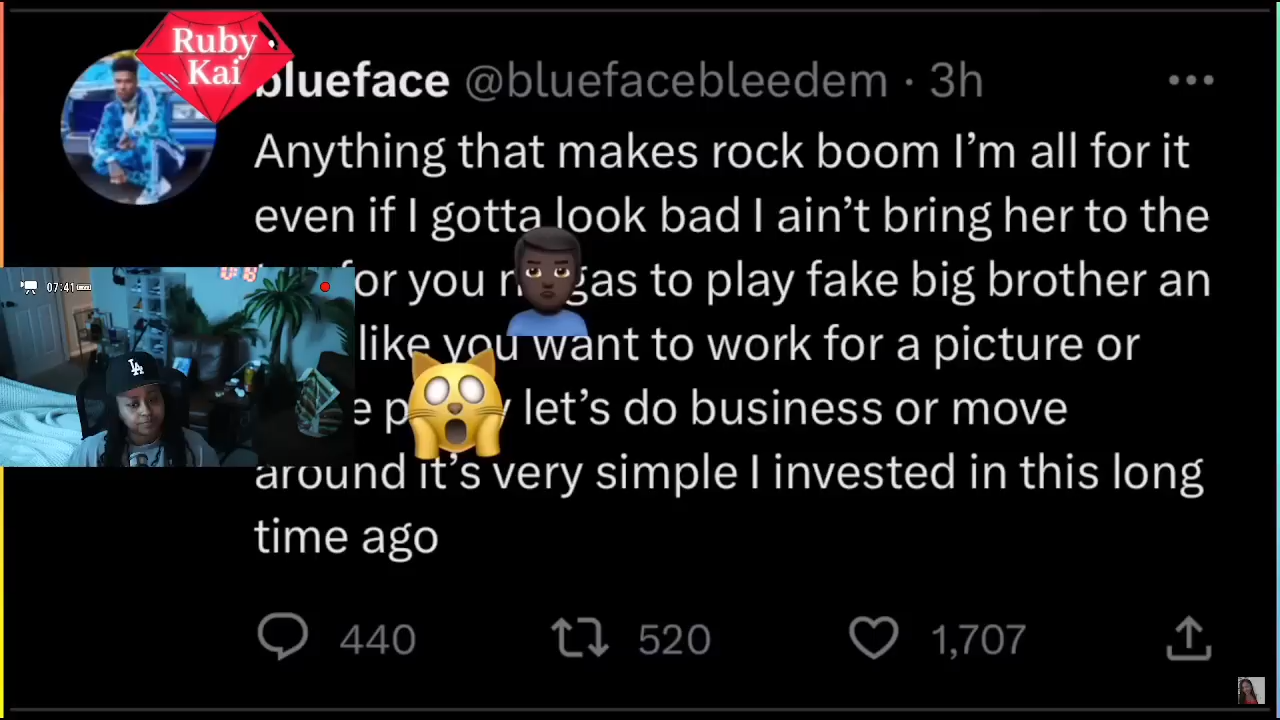 Ruby
Kai
blueface @bluefacebleedem · 3h
Anything that makes rock boom I'm all for it
even if I gotta look bad I ain't bring her to the
for you to play fake big brother an
like you want to work for a picture or
let's do business or move
around it's very simple I invested in this long
time ago
07:41
LA
440 520 1,707